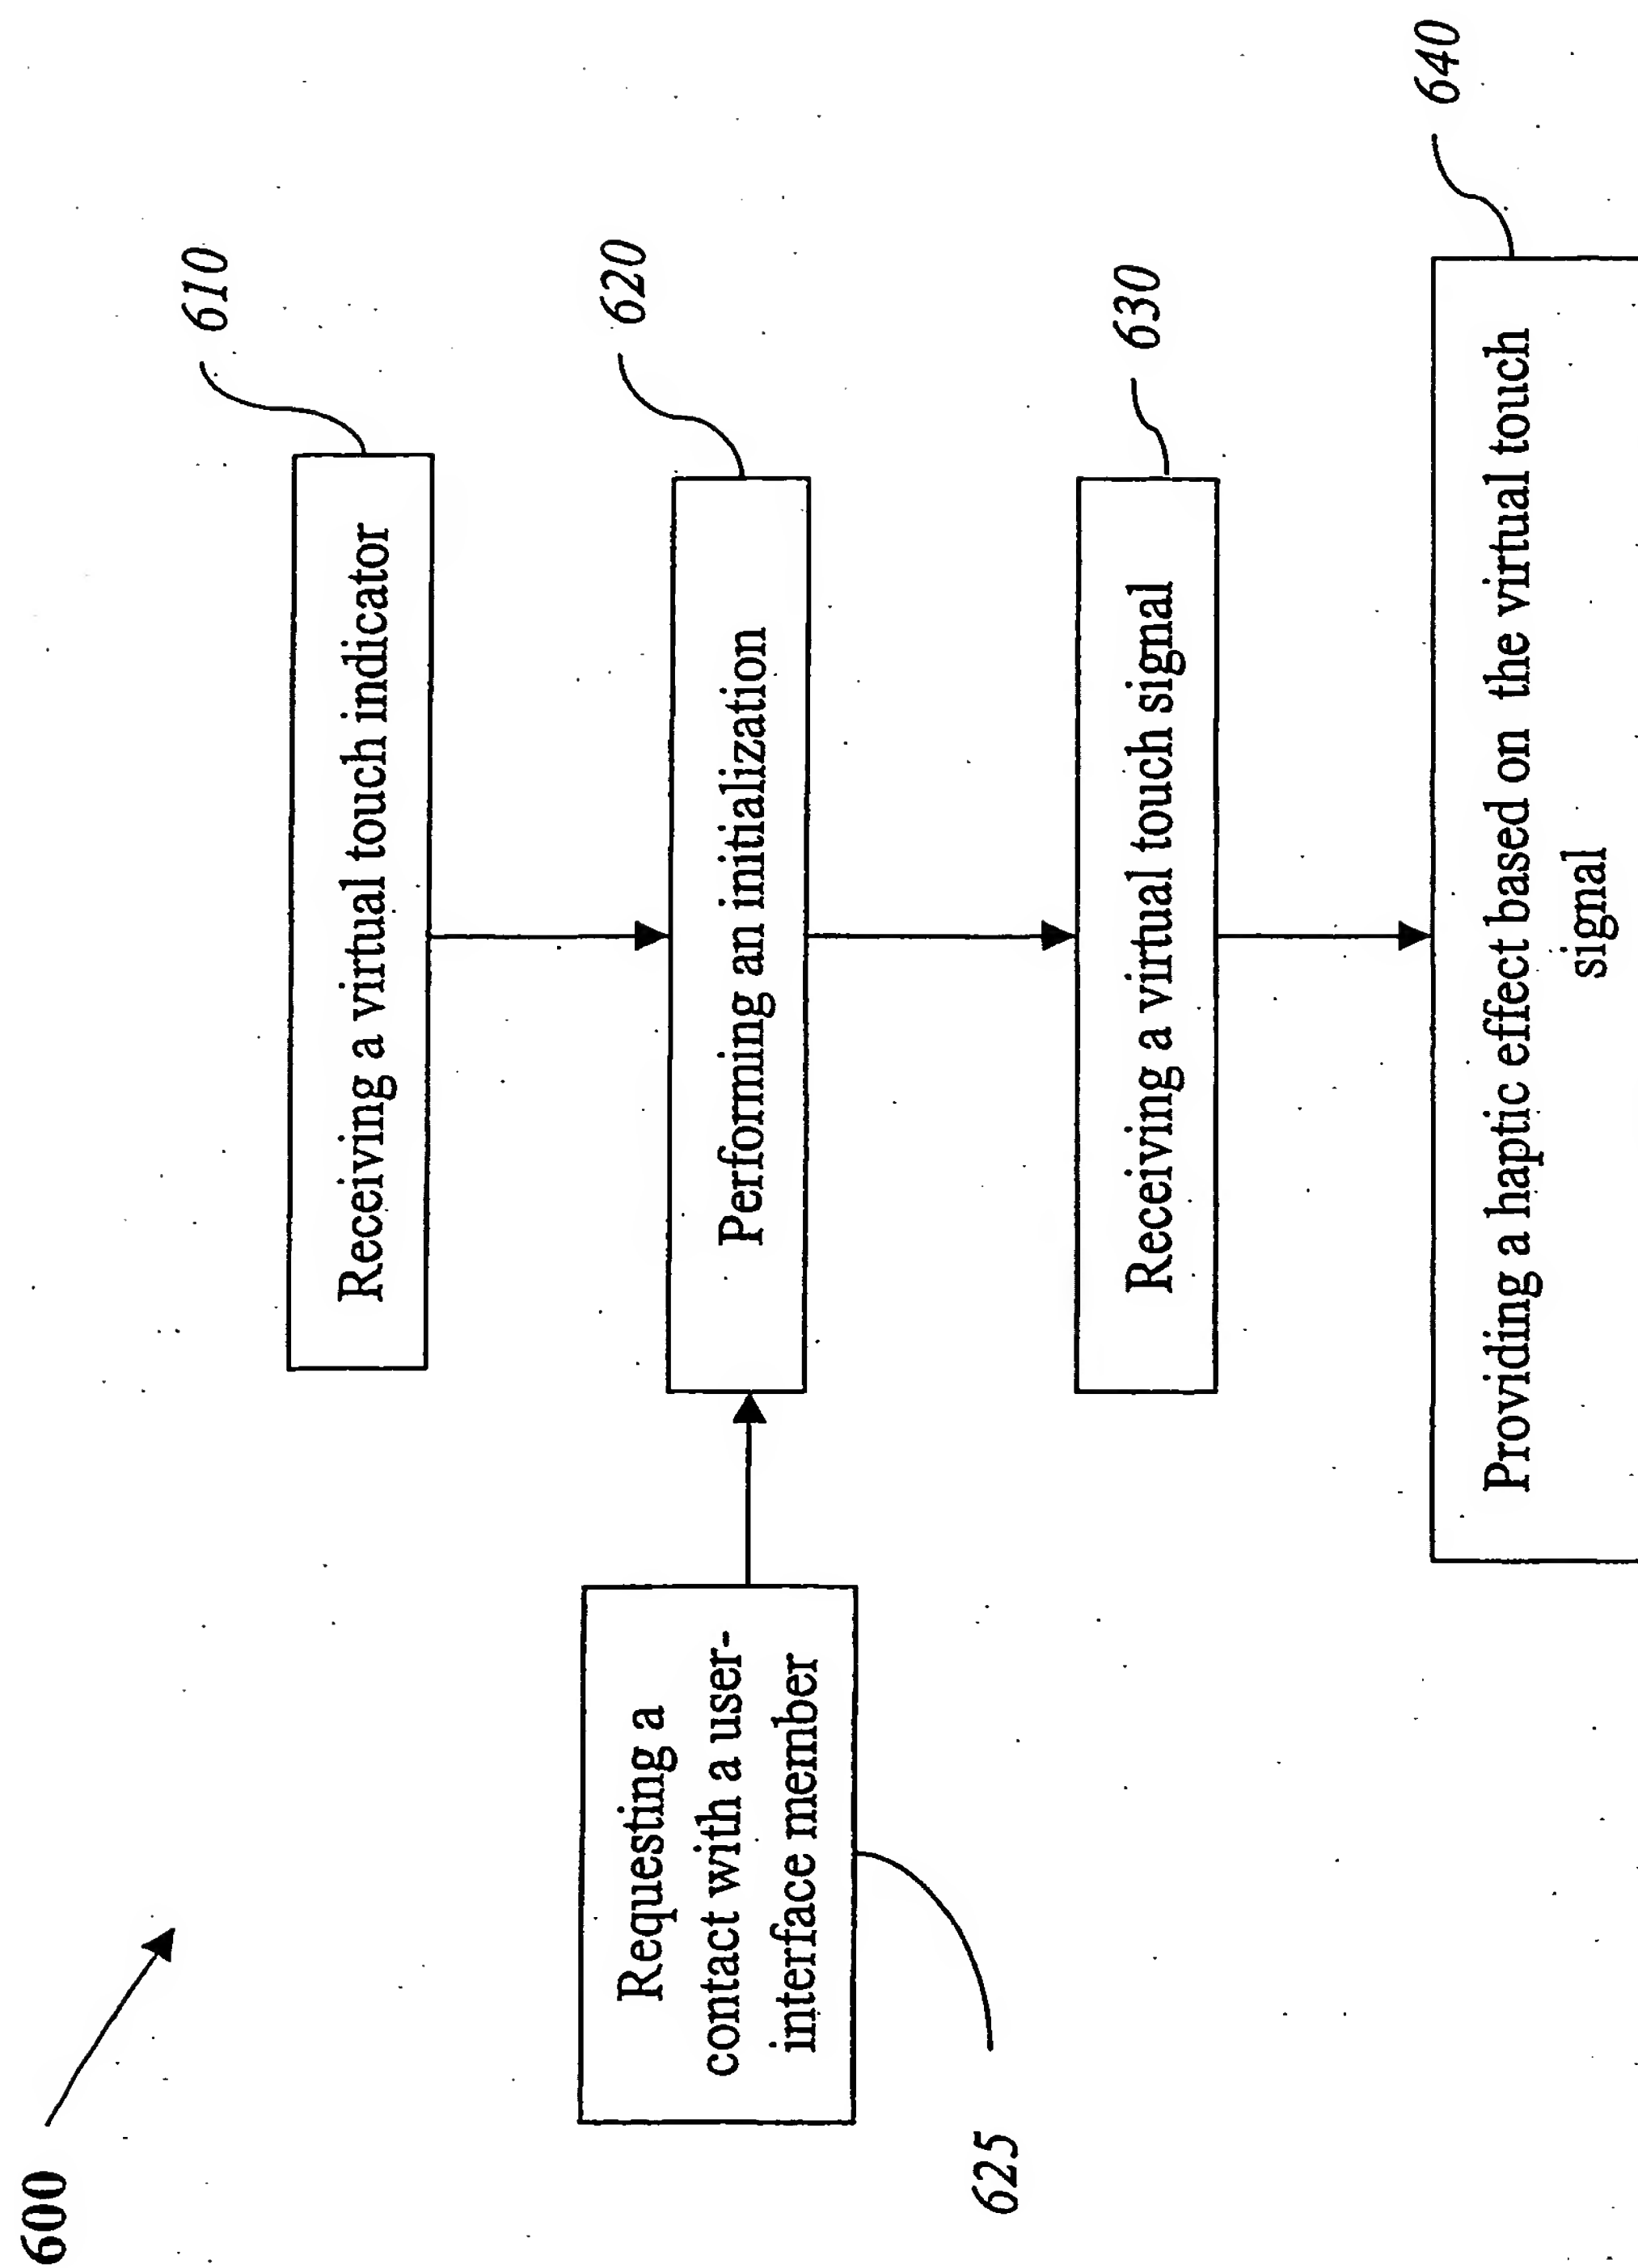 600
Receiving a virtual touch indicator
610
Performing an initialization
620
Requesting a
contact with a user-
interface member
625
Receiving a virtual touch signal
630
Providing a haptic effect based on the virtual touch
signal
640